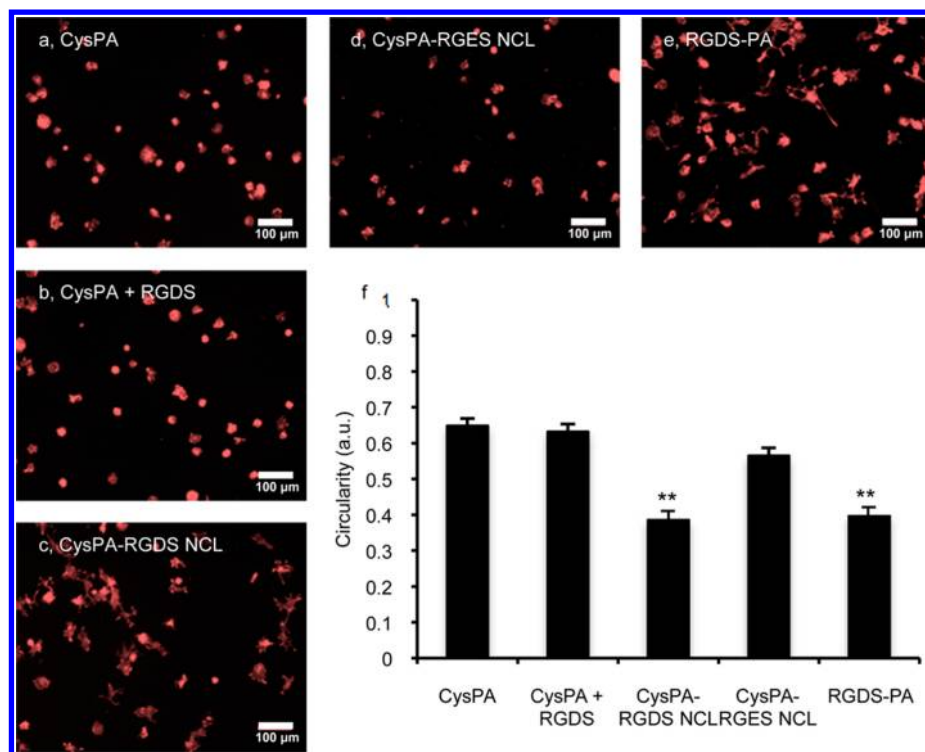 a, CysPA
100 µm
d, CysPA-RGES NCL
100 µm
e, RGDS-PA
100 µm
b, CysPA + RGDS
100 µm
c, CysPA-RGDS NCL
100 µm
f
1
0.9
0.8
0.7
0.6
0.5
0.4
0.3
0.2
0.1
0
Circularity (a.u.)
**
**
CysPA
CysPA +
RGDS
CysPA-
RGDS NCL
CysPA-
RGES NCL
RGDS-PA